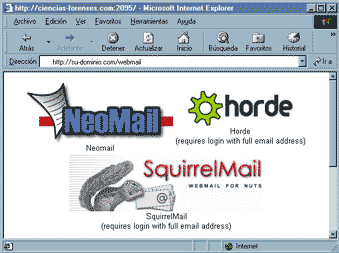 http://ciencias-forenses.com:2095/ - Microsoft Internet Explorer
Archivo Edición Ver Favoritos Herramientas Ayuda
Atrás Adelante Detener Actualizar Inicio Búsqueda Favoritos Historial
Dirección http://su-dominio.com/webmail Ir a
NeoMail
horde
Horde
(requires login with full email address)
Neomail
SquirrelMail
WEBMAIL FOR NUTS
SquirrelMail
(requires login with full email address)
Internet